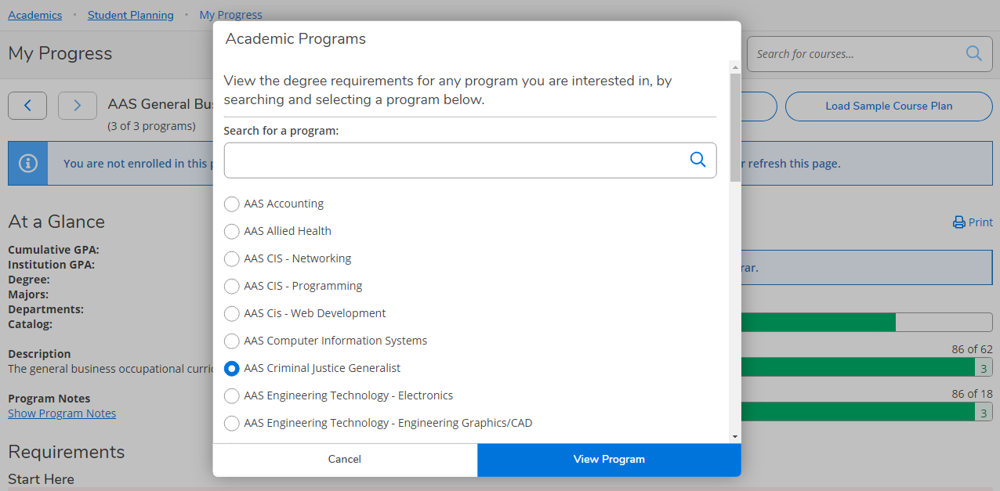 Academics • Student Planning • My Progress
My Progress
Search for courses...
AAS General Bu
(3 of 3 programs)
Load Sample Course Plan
You are not enrolled in this
refresh this page.
At a Glance
Print
Cumulative GPA:
Institution GPA:
Degree:
Majors:
Departments:
Catalog:
rar.
86 of 62
3
Description
The general business occupational
86 of 18
3
Program Notes
Show Program Notes
Requirements
Start Here
Academic Programs
View the degree requirements for any program you are interested in, by
searching and selecting a program below.
Search for a program:
AAS Accounting
AAS Allied Health
AAS CIS - Networking
AAS CIS - Programming
AAS Cis - Web Development
AAS Computer Information Systems
AAS Criminal Justice Generalist
AAS Engineering Technology - Electronics
AAS Engineering Technology - Engineering Graphics/CAD
Cancel
View Program